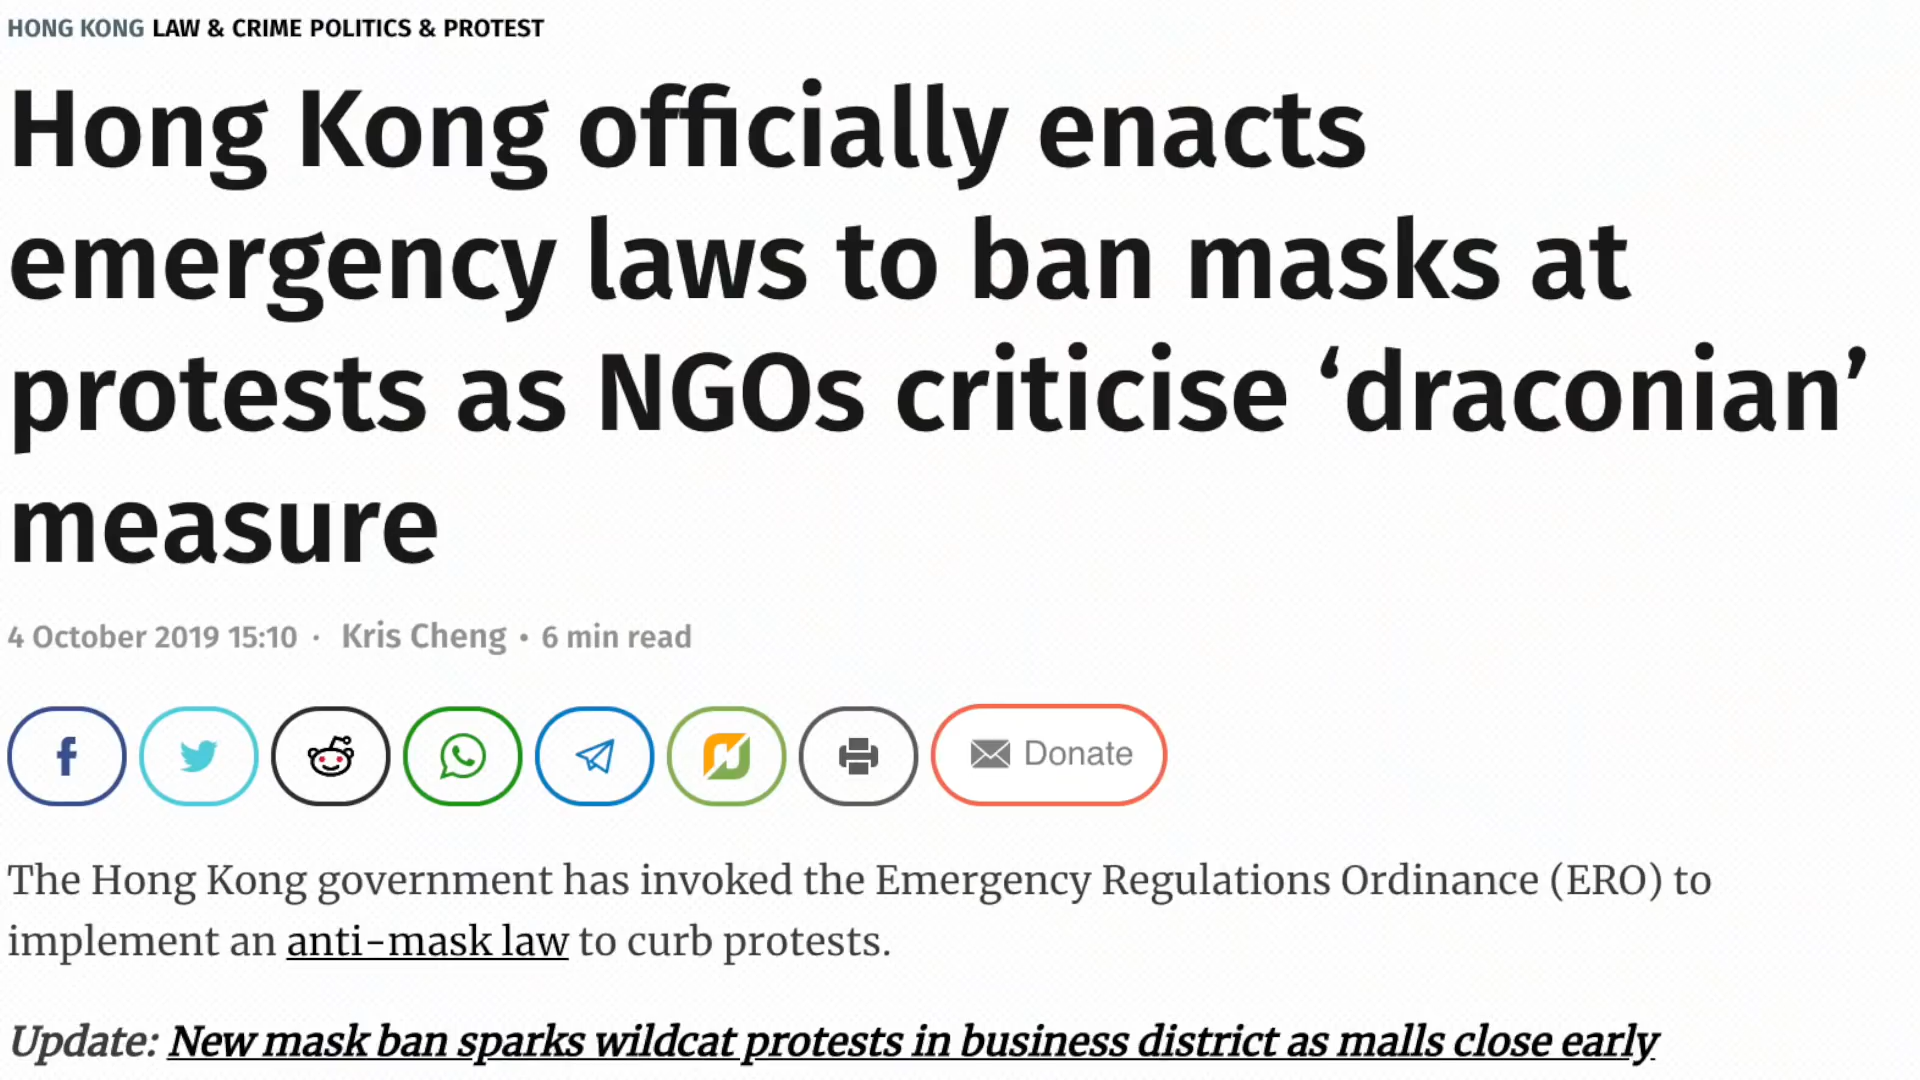 HONG KONG LAW & CRIME POLITICS & PROTEST
Hong Kong officially enacts
emergency laws to ban masks at
protests as NGOs criticise ‘draconian’
measure
4 October 2019 15:10 · Kris Cheng • 6 min read
Donate
The Hong Kong government has invoked the Emergency Regulations Ordinance (ERO) to
implement an anti-mask law to curb protests.
Update: New mask ban sparks wildcat protests in business district as malls close early